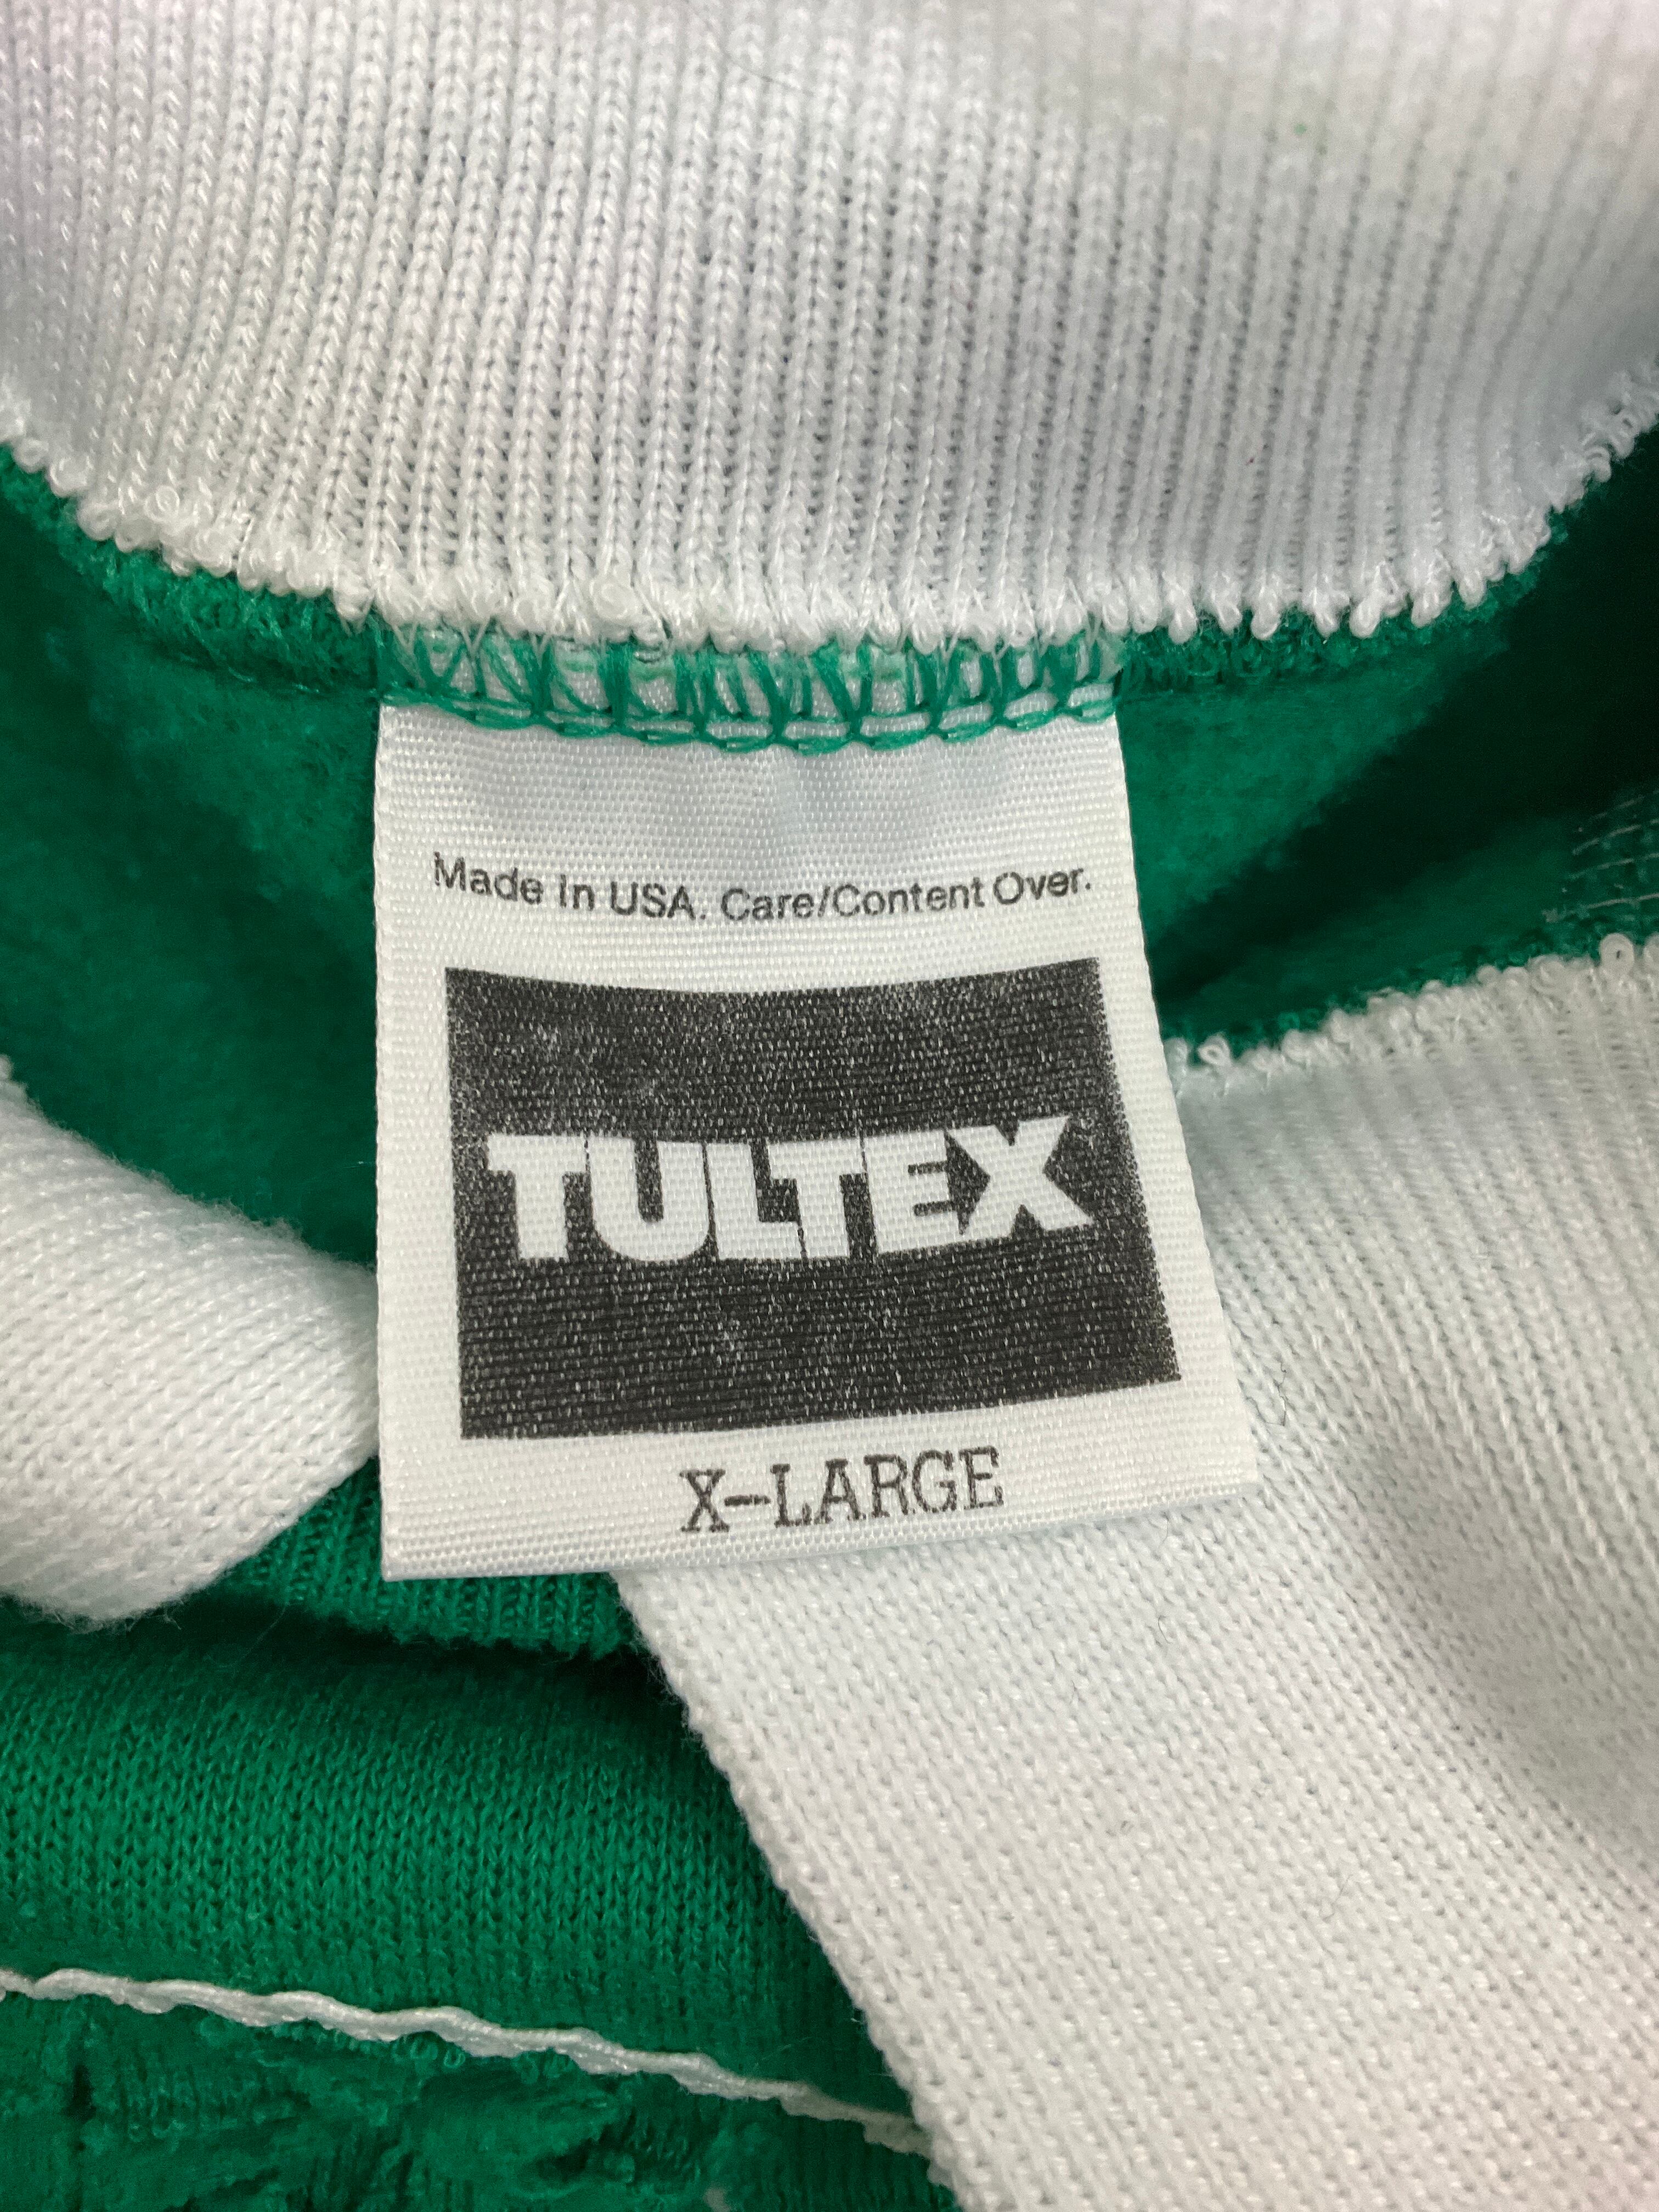 Made In USA. Care/Content Over.
TULTEX
X-LARGE